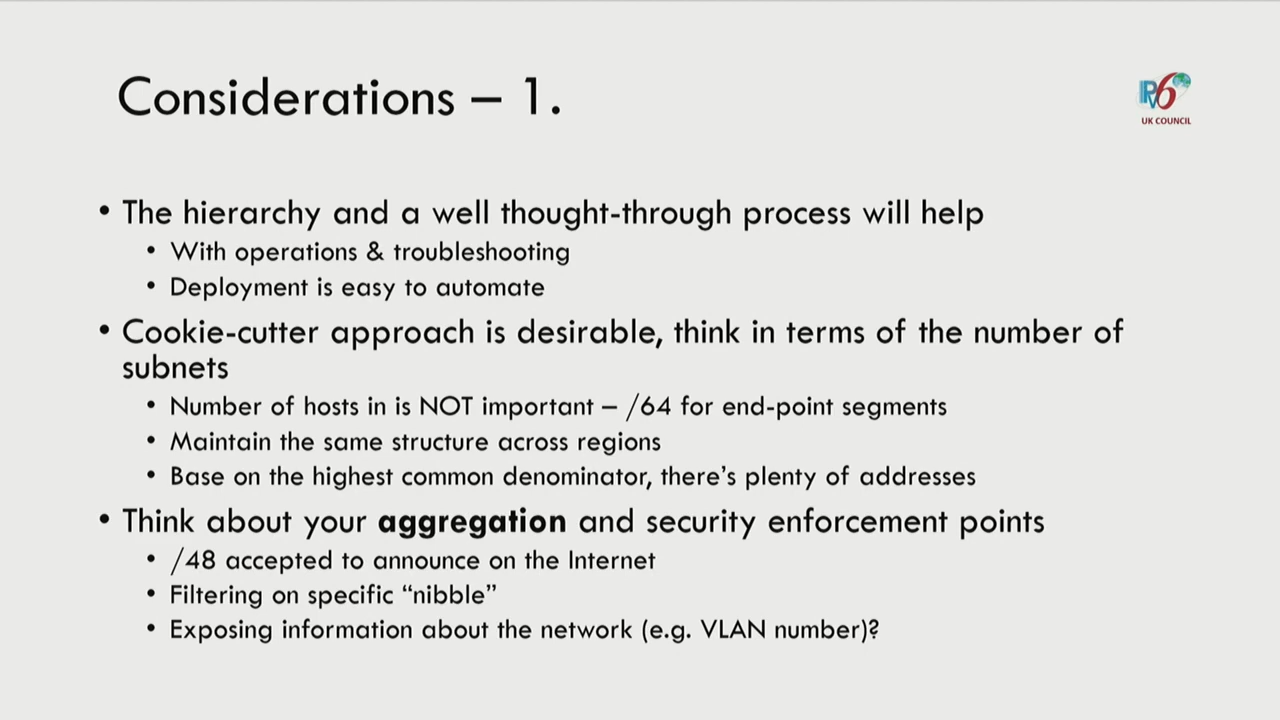 Considerations – 1.
IPV6
UK COUNCIL
• The hierarchy and a well thought-through process will help
• With operations & troubleshooting
• Deployment is easy to automate
• Cookie-cutter approach is desirable, think in terms of the number of
subnets
• Number of hosts in is NOT important – /64 for end-point segments
• Maintain the same structure across regions
• Base on the highest common denominator, there's plenty of addresses
• Think about your aggregation and security enforcement points
• /48 accepted to announce on the Internet
• Filtering on specific “nibble”
• Exposing information about the network (e.g. VLAN number)?